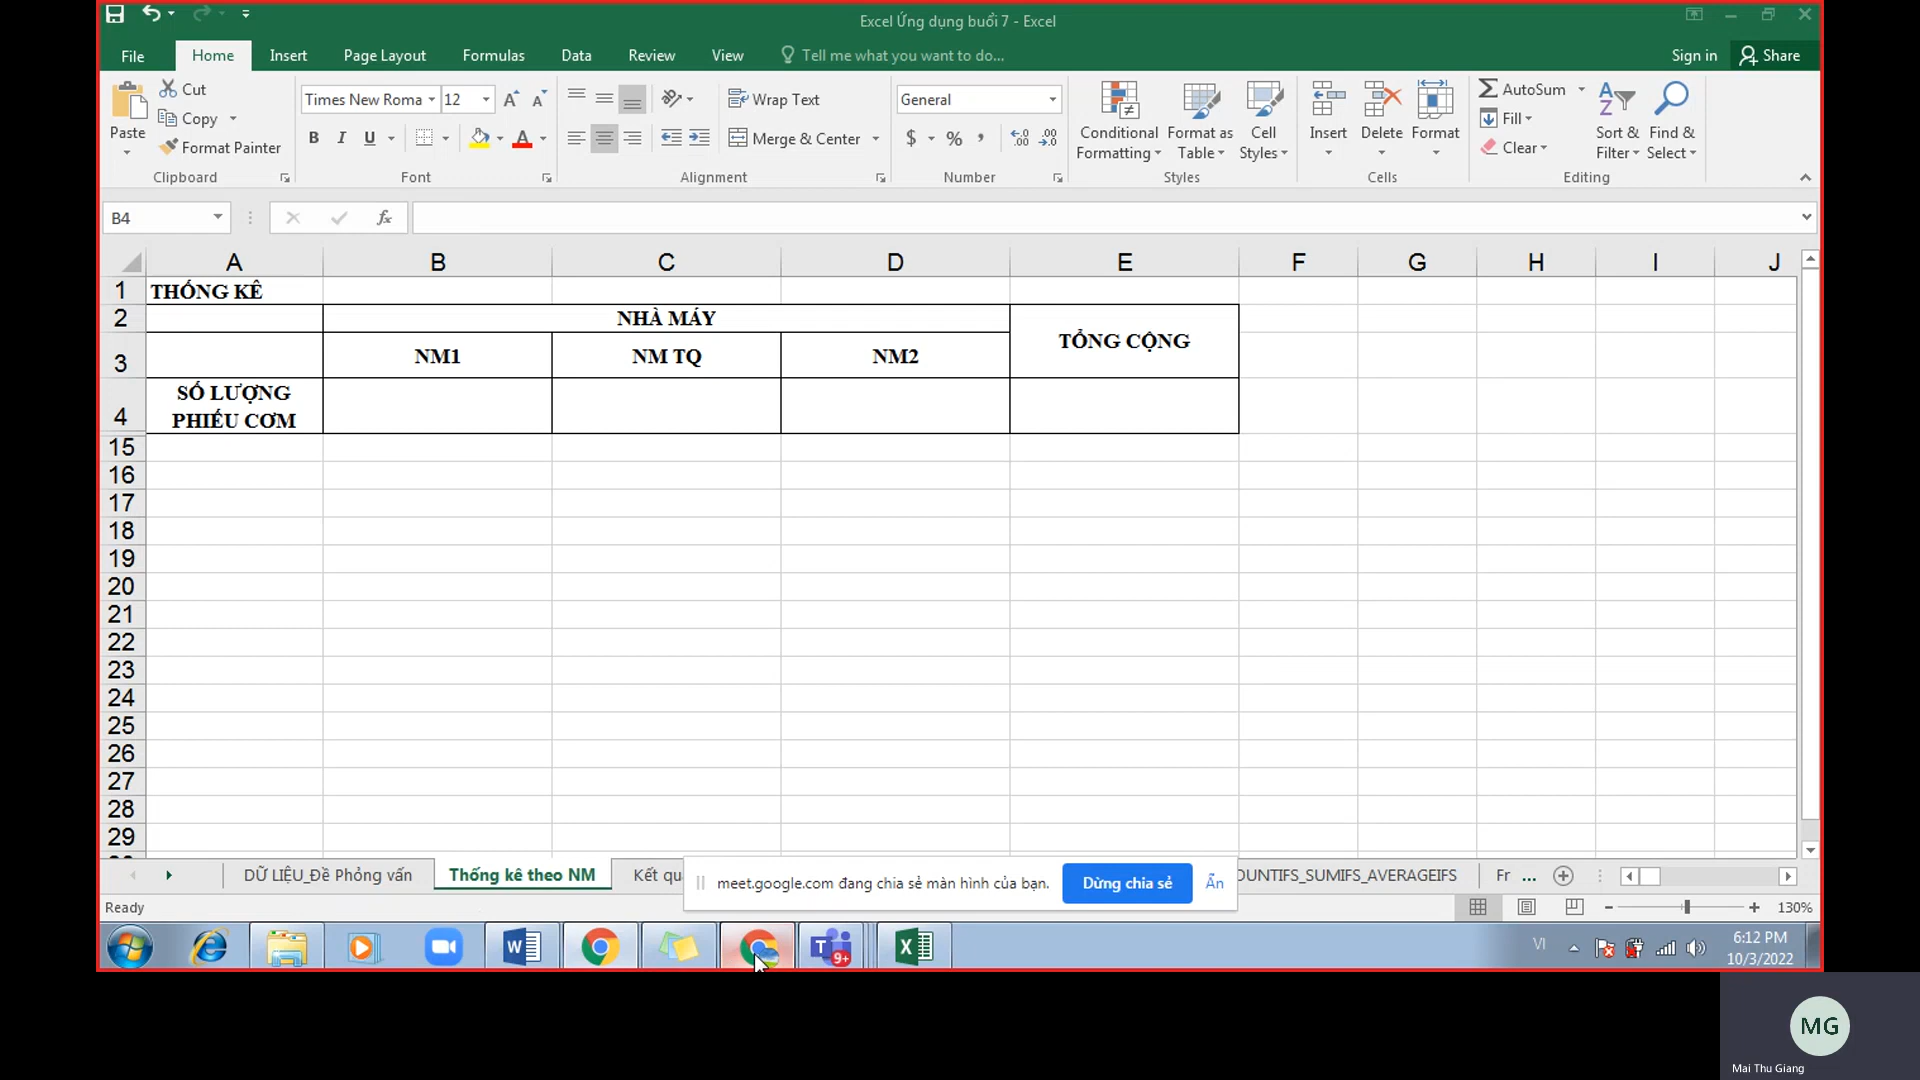 Excel Ứng dụng buổi 7 - Excel
File Home Insert Page Layout Formulas Data Review View Tell me what you want to do... Sign in Share
Paste Cut Copy Format Painter Clipboard
Times New Roma 12 B I U Font
Wrap Text Merge & Center Alignment
General $ % , Number
Conditional Formatting Format as Table Cell Styles Styles
Insert Delete Format Cells
AutoSum Fill Clear Sort & Filter Find & Select Editing
B4 fx
A B C D E F G H I J
1 THỐNG KÊ
2 NHÀ MÁY TỔNG CỘNG
3 NM1 NM TQ NM2
4 SỐ LƯỢNG
PHIẾU CƠM
15
16
17
18
19
20
21
22
23
24
25
26
27
28
29
DỮ LIỆU_Đề Phỏng vấn Thống kê theo NM Kết qu OUNTIFS_SUMIFS_AVERAGEIFS Fr ...
meet.google.com đang chia sẻ màn hình của bạn. Dừng chia sẻ Ẩn
Ready 130%
VI 6:12 PM
10/3/2022
9+
MG
Mai Thu Giang